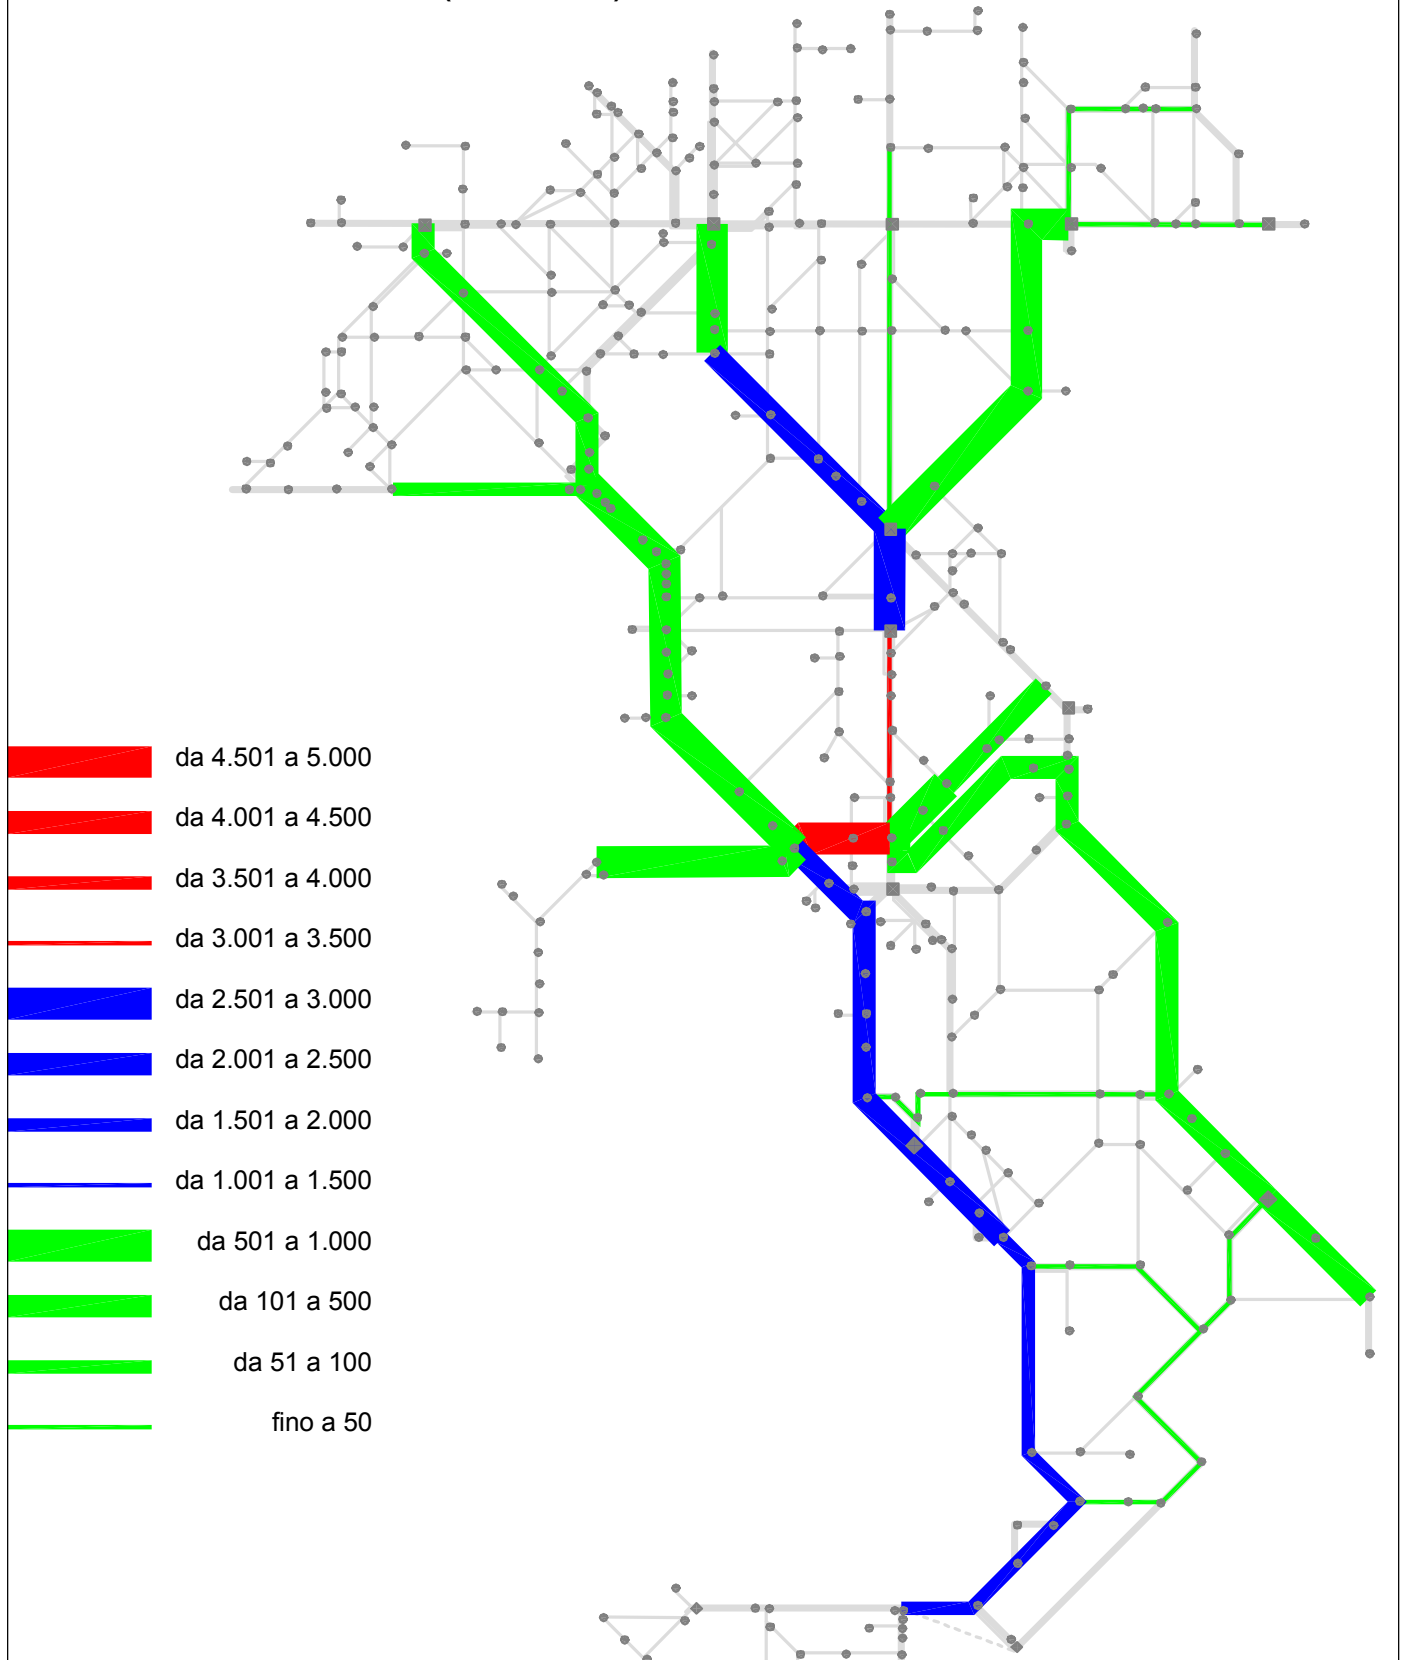 da 4.501 a 5.000
da 4.001 a 4.500
da 3.501 a 4.000
da 3.001 a 3.500
da 2.501 a 3.000
da 2.001 a 2.500
da 1.501 a 2.000
da 1.001 a 1.500
da 501 a 1.000
da 101 a 500
da 51 a 100
fino a 50